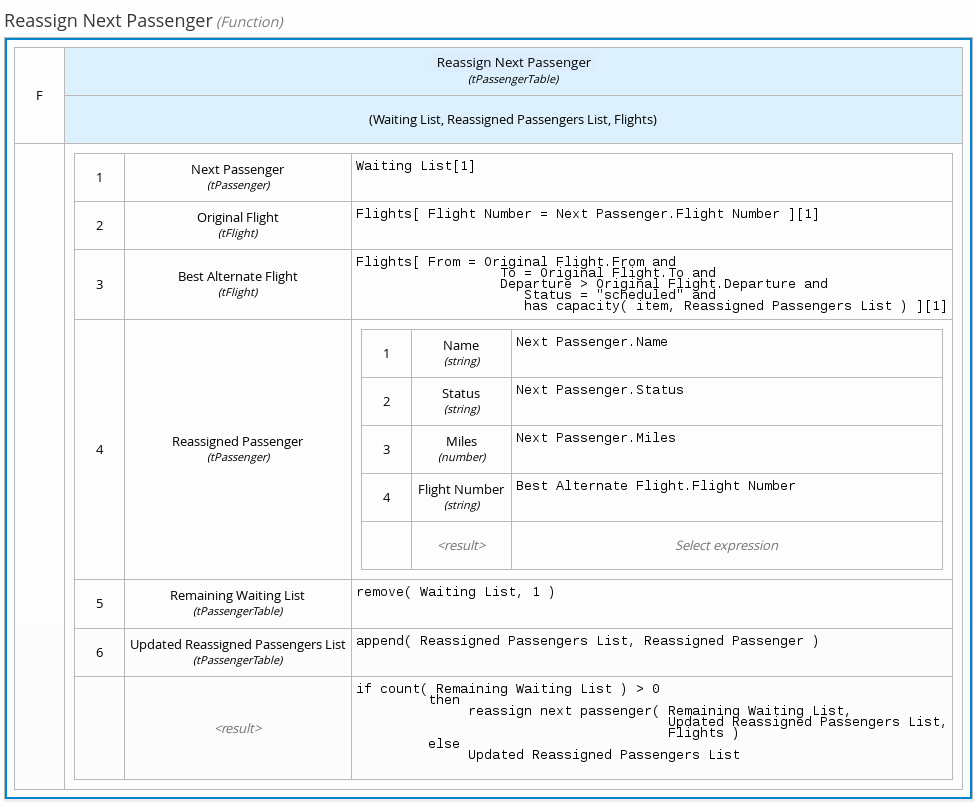 Reassign Next Passenger (Function)
F
Reassign Next Passenger
(tPassengerTable)
(Waiting List, Reassigned Passengers List, Flights)
1
Next Passenger
(tPassenger)
Waiting List[1]
2
Original Flight
(tFlight)
Flights[ Flight Number = Next Passenger.Flight Number ][1]
3
Best Alternate Flight
(tFlight)
Flights[ From = Original Flight.From and
To = Original Flight.To and
Departure > Original Flight.Departure and
Status = "scheduled" and
has capacity( item, Reassigned Passengers List ) ][1]
4
Reassigned Passenger
(tPassenger)
1
Name
(string)
Next Passenger.Name
2
Status
(string)
Next Passenger.Status
3
Miles
(number)
Next Passenger.Miles
4
Flight Number
(string)
Best Alternate Flight.Flight Number
<result>
Select expression
5
Remaining Waiting List
(tPassengerTable)
remove( Waiting List, 1 )
6
Updated Reassigned Passengers List
(tPassengerTable)
append( Reassigned Passengers List, Reassigned Passenger )
<result>
if count( Remaining Waiting List ) > 0
then
reassign next passenger( Remaining Waiting List,
Updated Reassigned Passengers List,
Flights )
else
Updated Reassigned Passengers List